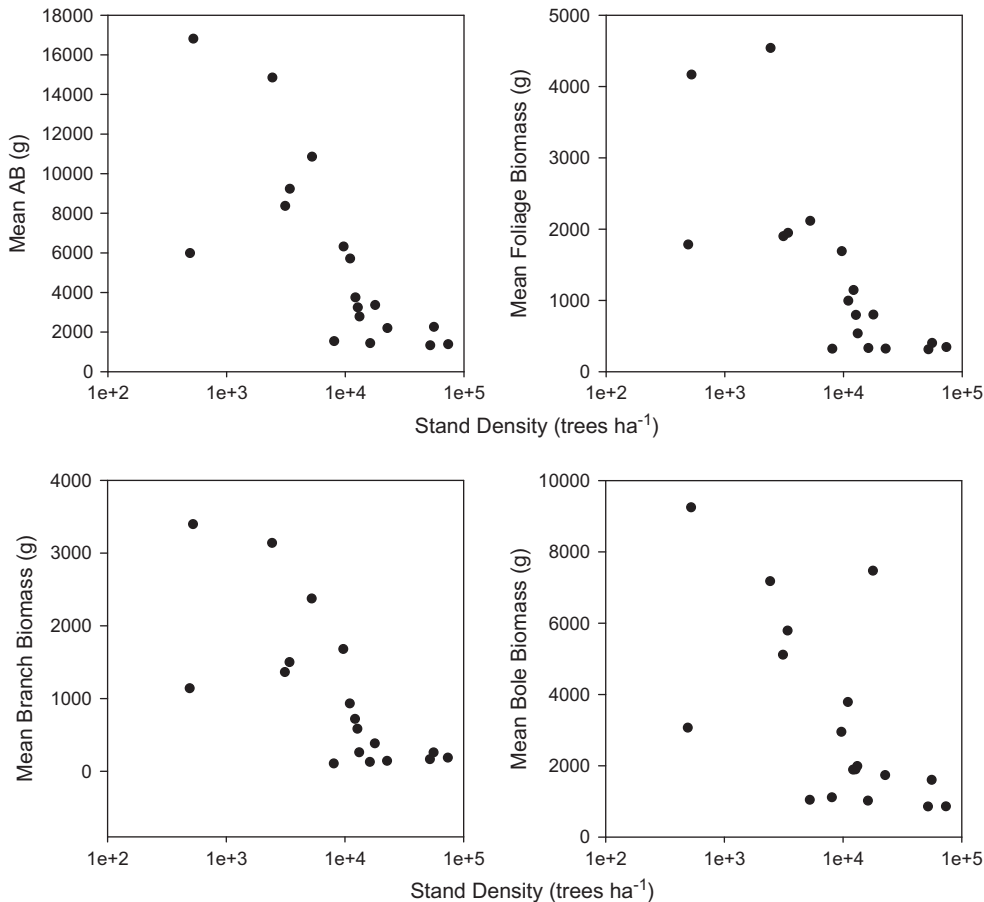 18000
16000
14000
12000
10000
8000
6000
4000
2000
0
Mean AB (g)
1e+2 1e+3 1e+4 1e+5
5000
4000
3000
2000
1000
0
Mean Foliage Biomass (g)
1e+2 1e+3 1e+4 1e+5
Stand Density (trees ha⁻¹)
4000
3000
2000
1000
0
Mean Branch Biomass (g)
1e+2 1e+3 1e+4 1e+5
10000
8000
6000
4000
2000
0
Mean Bole Biomass (g)
1e+2 1e+3 1e+4 1e+5
Stand Density (trees ha⁻¹)